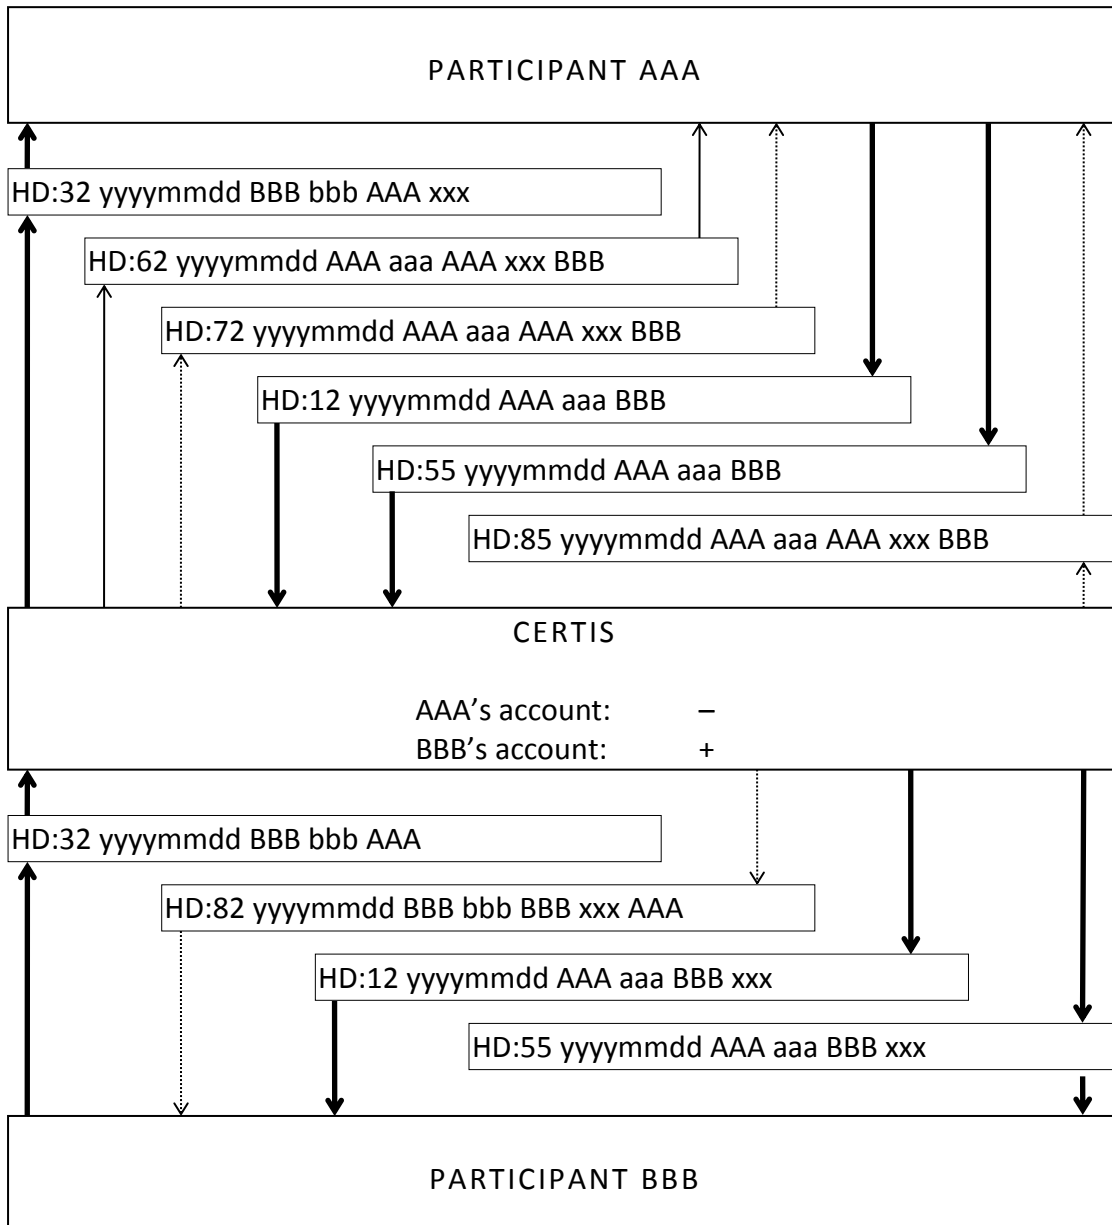 PARTICIPANT AAA
HD:32 yyyymmdd BBB bbb AAA xxx
HD:62 yyyymmdd AAA aaa AAA xxx BBB
HD:72 yyyymmdd AAA aaa AAA xxx BBB
HD:12 yyyymmdd AAA aaa BBB
HD:55 yyyymmdd AAA aaa BBB
HD:85 yyyymmdd AAA aaa AAA xxx BBB
CERTIS
AAA’s account: –
BBB’s account: +
HD:32 yyyymmdd BBB bbb AAA
HD:82 yyyymmdd BBB bbb BBB xxx AAA
HD:12 yyyymmdd AAA aaa BBB xxx
HD:55 yyyymmdd AAA aaa BBB xxx
PARTICIPANT BBB